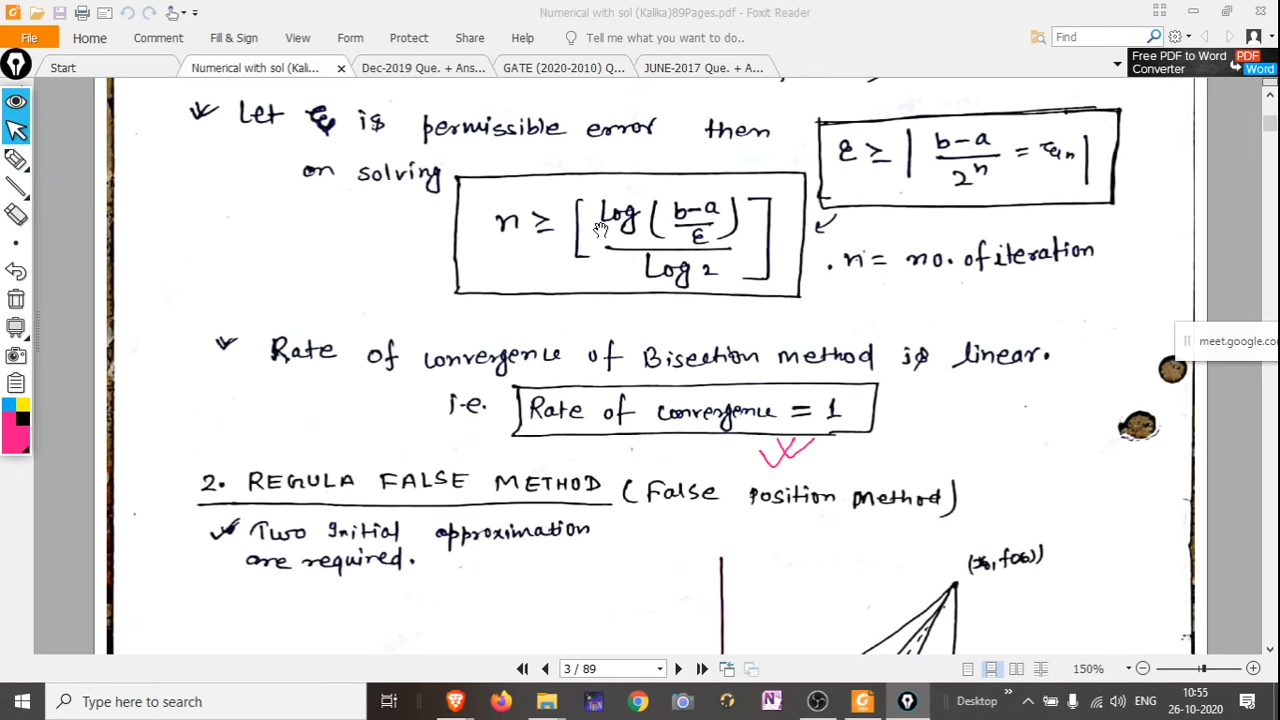 Numerical with sol (Kalika)89Pages.pdf - Foxit Reader
File Home Comment Fill & Sign View Form Protect Share Help Tell me what you want to do.. Find
Free PDF to Word Converter PDF Word
Start Numerical with sol (Kali... Dec-2019 Que. + Ans... GATE (2020-2010) Q... JUNE-2017 Que. + A...
Let ε is permissible error then
on solving
ε ≥ | (b-a)/2^n = 
n ≥ [ log ( (b-a)/ε ) / Log 2 ]
. n = no. of iteration
meet.google.co
Rate of convergence of Bisection method is linear.
i.e. Rate of convergence = 1
2. REGULA FALSE METHOD (False position Method)
Two Initial approximation
are required.
3 / 89
150%
Type here to search
Desktop
ENG
10:55
26-10-2020